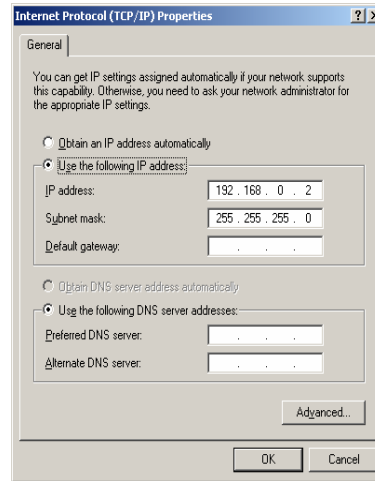 Internet Protocol (TCP/IP) Properties
General
You can get IP settings assigned automatically if your network supports
this capability. Otherwise, you need to ask your network administrator for
the appropriate IP settings.
Obtain an IP address automatically
Use the following IP address:
IP address: 192 . 168 . 0 . 2
Subnet mask: 255 . 255 . 255 . 0
Default gateway: . . .
Obtain DNS server address automatically
Use the following DNS server addresses:
Preferred DNS server: . . .
Alternate DNS server: . . .
Advanced...
OK Cancel